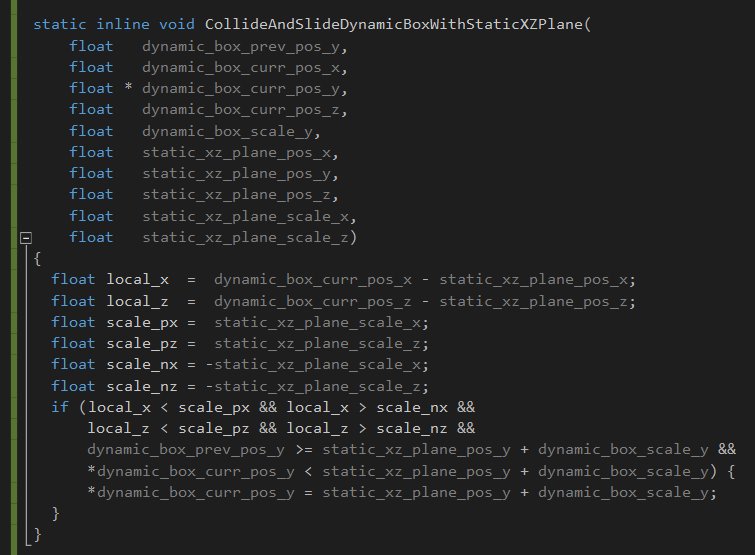 static inline void CollideAndSlideDynamicBoxWithStaticXZPlane(
    float   dynamic_box_prev_pos_y,
    float   dynamic_box_curr_pos_x,
    float * dynamic_box_curr_pos_y,
    float   dynamic_box_curr_pos_z,
    float   dynamic_box_scale_y,
    float   static_xz_plane_pos_x,
    float   static_xz_plane_pos_y,
    float   static_xz_plane_pos_z,
    float   static_xz_plane_scale_x,
    float   static_xz_plane_scale_z)
{
  float local_x  =  dynamic_box_curr_pos_x - static_xz_plane_pos_x;
  float local_z  =  dynamic_box_curr_pos_z - static_xz_plane_pos_z;
  float scale_px =  static_xz_plane_scale_x;
  float scale_pz =  static_xz_plane_scale_z;
  float scale_nx = -static_xz_plane_scale_x;
  float scale_nz = -static_xz_plane_scale_z;
  if (local_x < scale_px && local_x > scale_nx &&
      local_z < scale_pz && local_z > scale_nz &&
      dynamic_box_prev_pos_y >= static_xz_plane_pos_y + dynamic_box_scale_y &&
      *dynamic_box_curr_pos_y < static_xz_plane_pos_y + dynamic_box_scale_y) {
      *dynamic_box_curr_pos_y = static_xz_plane_pos_y + dynamic_box_scale_y;
  }
}